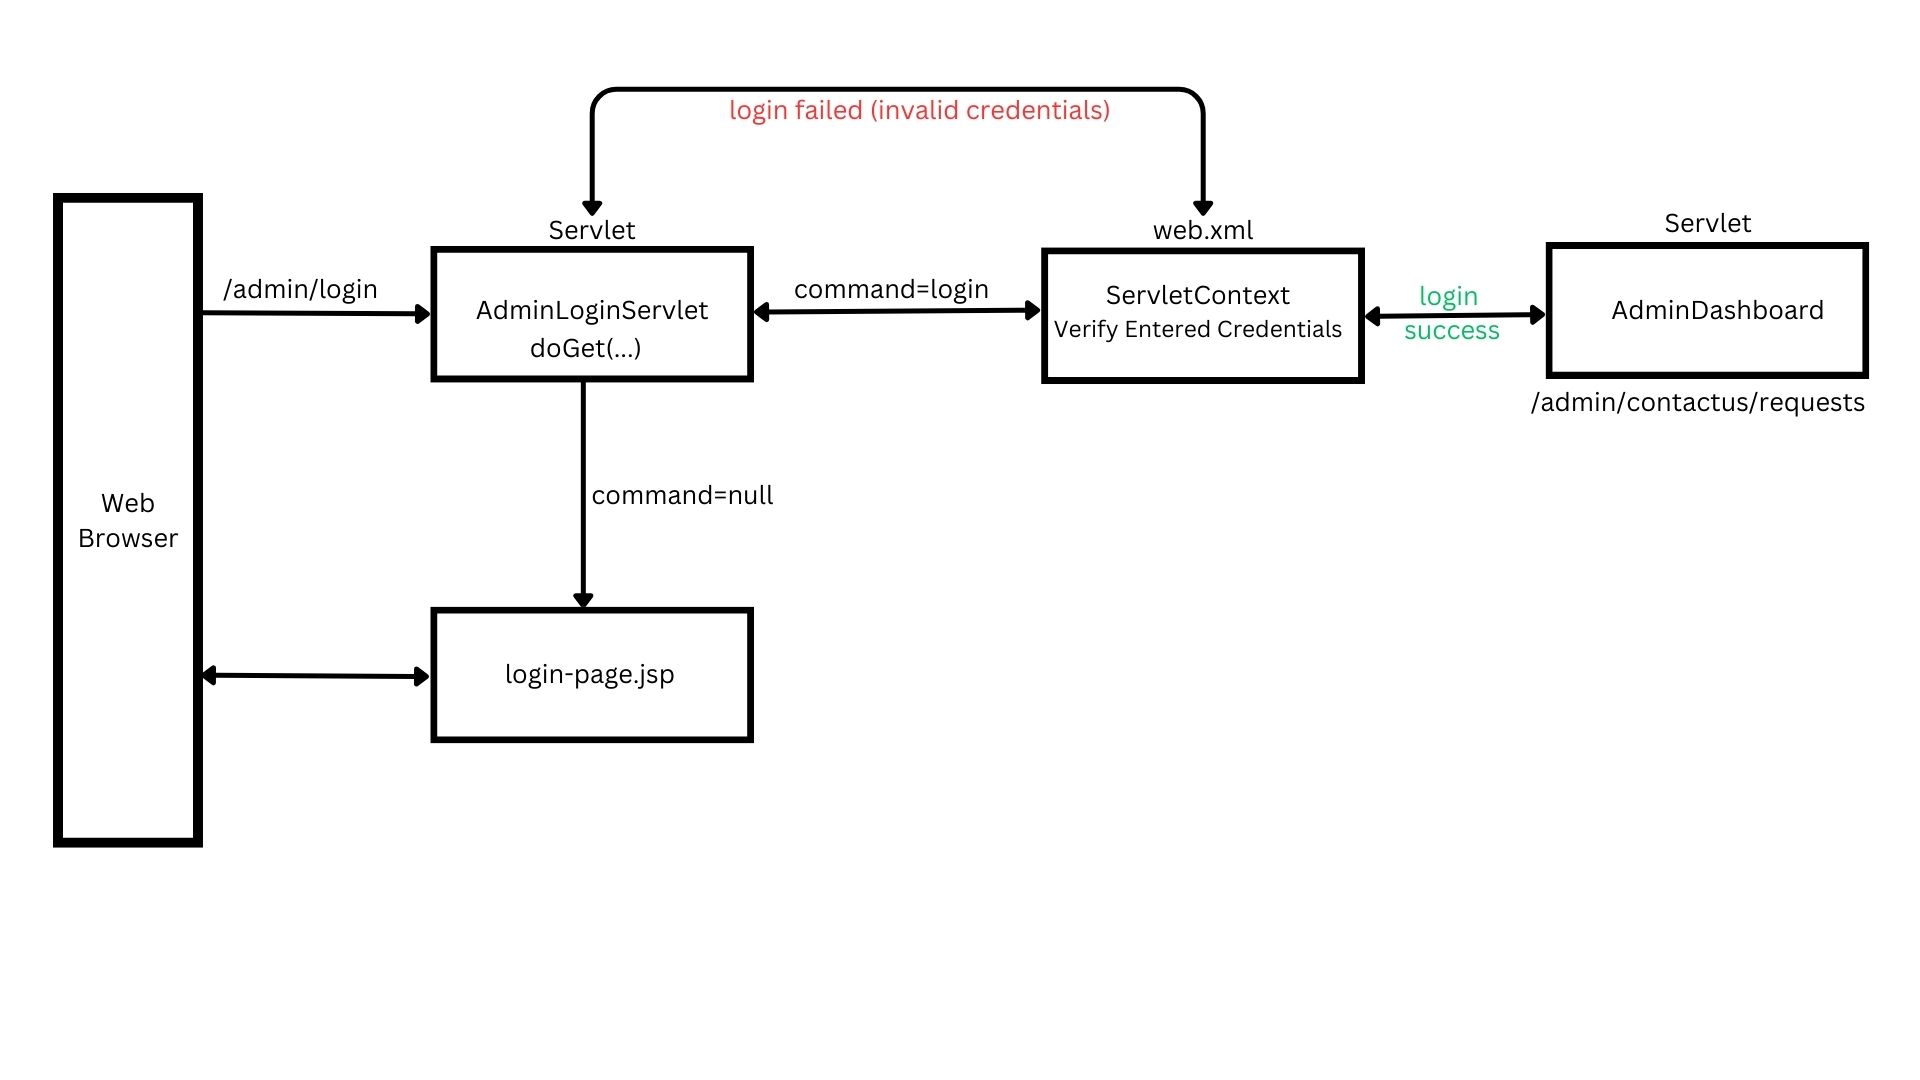 login failed (invalid credentials)
Servlet
web.xml
Servlet
/admin/login
AdminLoginServlet
doGet(...)
command=login
ServletContext
Verify Entered Credentials
login
success
AdminDashboard
/admin/contactus/requests
command=null
Web
Browser
login-page.jsp